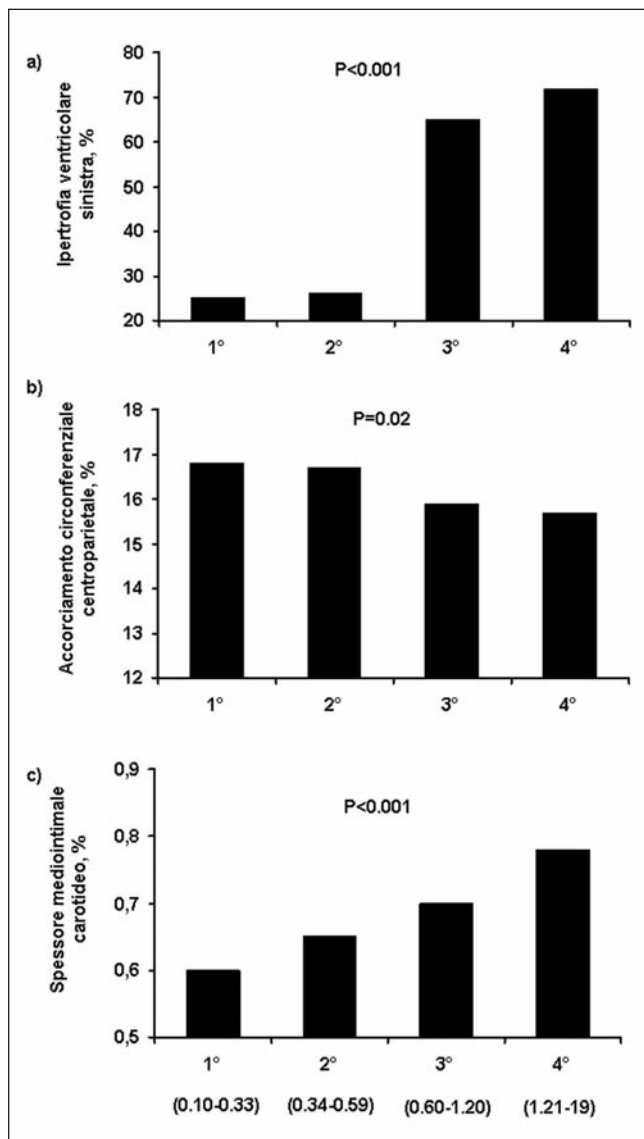 a)
P<0.001
Ipertrofia ventricolare
sinistra, %
80
70
60
50
40
30
20
1° 2° 3° 4°
b)
P=0.02
Accorciamento circonferenziale
centroparietale, %
18
17
16
15
14
13
12
1° 2° 3° 4°
c)
P<0.001
Spessore mediointimale
carotideo, %
0,9
0,8
0,7
0,6
0,5
1° 2° 3° 4°
(0.10-0.33) (0.34-0.59) (0.60-1.20) (1.21-19)